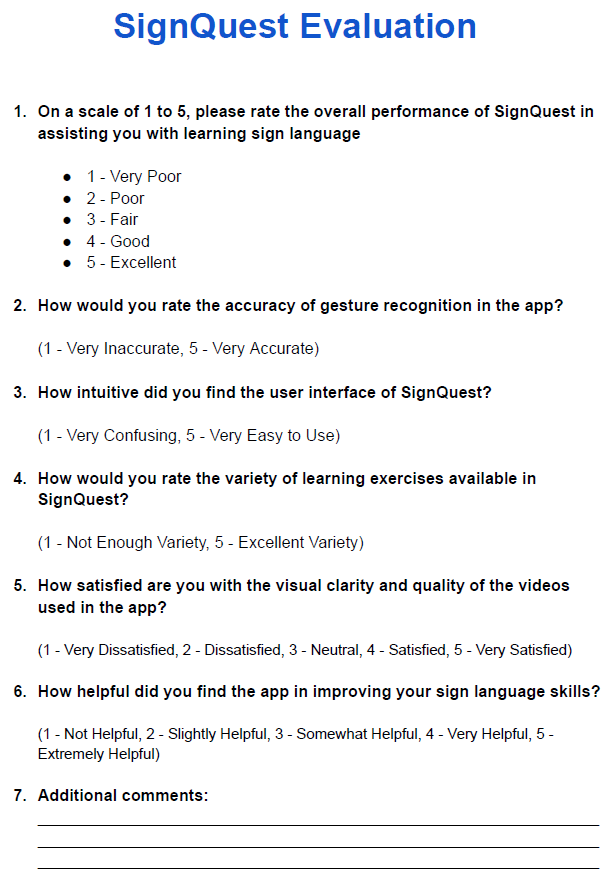 SignQuest Evaluation
1. On a scale of 1 to 5, please rate the overall performance of SignQuest in
assisting you with learning sign language
● 1 - Very Poor
● 2 - Poor
● 3 - Fair
● 4 - Good
● 5 - Excellent
2. How would you rate the accuracy of gesture recognition in the app?
(1 - Very Inaccurate, 5 - Very Accurate)
3. How intuitive did you find the user interface of SignQuest?
(1 - Very Confusing, 5 - Very Easy to Use)
4. How would you rate the variety of learning exercises available in
SignQuest?
(1 - Not Enough Variety, 5 - Excellent Variety)
5. How satisfied are you with the visual clarity and quality of the videos
used in the app?
(1 - Very Dissatisfied, 2 - Dissatisfied, 3 - Neutral, 4 - Satisfied, 5 - Very Satisfied)
6. How helpful did you find the app in improving your sign language skills?
(1 - Not Helpful, 2 - Slightly Helpful, 3 - Somewhat Helpful, 4 - Very Helpful, 5 -
Extremely Helpful)
7. Additional comments: